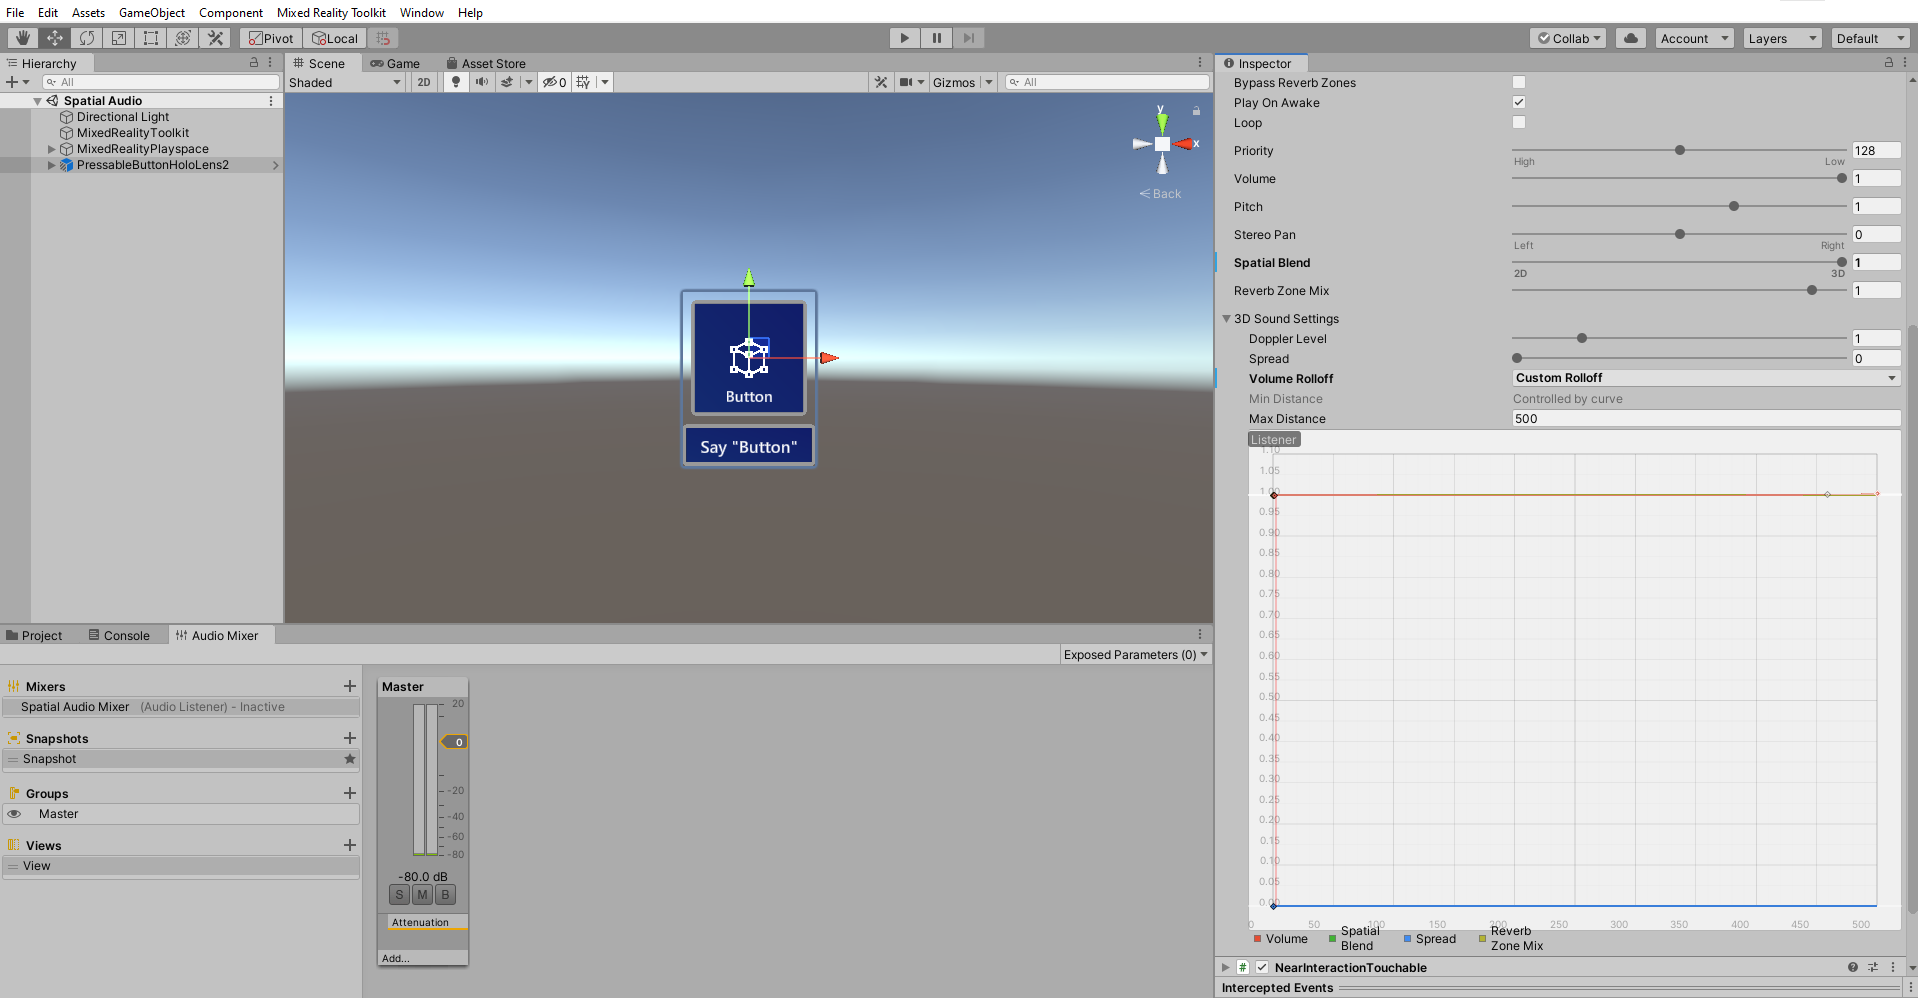 File Edit Assets GameObject Component Mixed Reality Toolkit Window Help
Pivot Local Collab Account Layers Default
Hierarchy
All
Spatial Audio
Directional Light
MixedRealityToolkit
MixedRealityPlayspace
PressableButtonHoloLens2
Scene Game Asset Store
Shaded 2D 0 Gizmos All
y
x
Back
Button
Say "Button"
Inspector
Bypass Reverb Zones
Play On Awake
Loop
Priority 128
High Low
Volume 1
Pitch 1
Stereo Pan 0
Left Right
Spatial Blend 1
2D 3D
Reverb Zone Mix 1
3D Sound Settings
Doppler Level 1
Spread 0
Volume Rolloff Custom Rolloff
Min Distance Controlled by curve
Max Distance 500
Listener
1.10
1.05
1.00
0.95
0.90
0.85
0.80
0.75
0.70
0.65
0.60
0.55
0.50
0.45
0.40
0.35
0.30
0.25
0.20
0.15
0.10
0.05
0.00
0 50 100 150 200 250 300 350 400 450 500
Volume Spatial Blend Spread Reverb Zone Mix
NearInteractionTouchable
Intercepted Events
Project Console Audio Mixer
Exposed Parameters (0)
Mixers
Spatial Audio Mixer (Audio Listener) - Inactive
Snapshots
Snapshot
Groups
Master
Views
View
Master
20
0
-20
-40
-60
-80
-80.0 dB
S M B
Attenuation
Add...